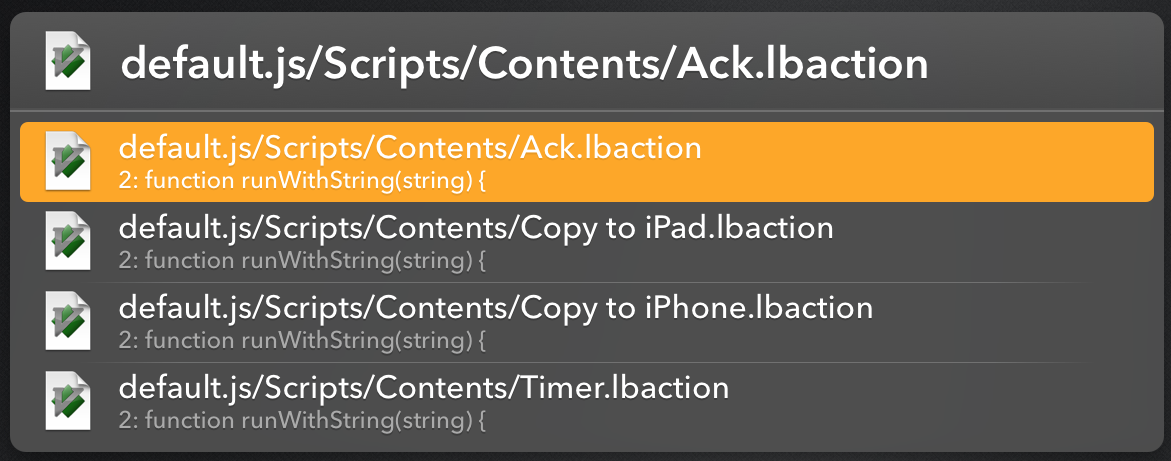 default.js/Scripts/Contents/Ack.lbaction
default.js/Scripts/Contents/Ack.lbaction
2: function runWithString(string) {
default.js/Scripts/Contents/Copy to iPad.lbaction
2: function runWithString(string) {
default.js/Scripts/Contents/Copy to iPhone.lbaction
2: function runWithString(string) {
default.js/Scripts/Contents/Timer.lbaction
2: function runWithString(string) {